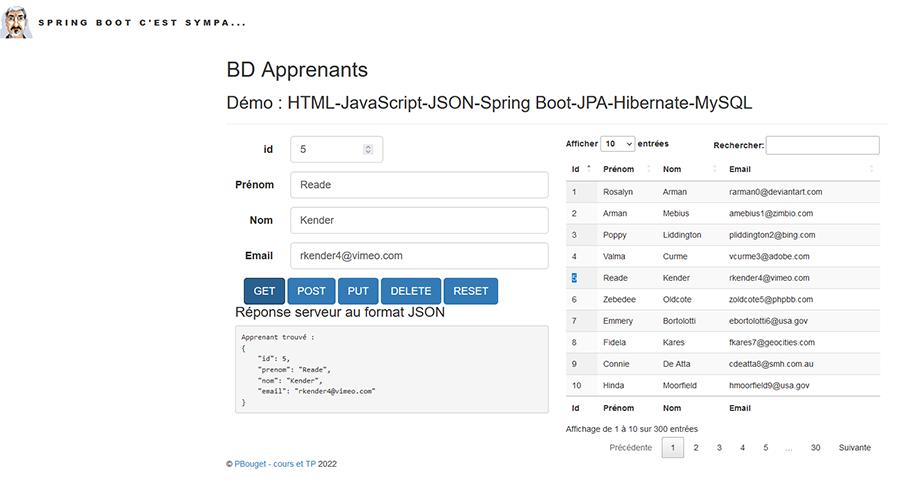 SPRING BOOT C'EST SYMPA...
BD Apprenants
Démo : HTML-JavaScript-JSON-Spring Boot-JPA-Hibernate-MySQL
id 5
Prénom Reade
Nom Kender
Email rkender4@vimeo.com
GET POST PUT DELETE RESET
Réponse serveur au format JSON
Apprenant trouvé :
{
"id": 5,
"prenom": "Reade",
"nom": "Kender",
"email": "rkender4@vimeo.com"
}
Afficher 10 entrées Rechercher:
Id Prénom Nom Email
1 Rosalyn Arman rarman0@deviantart.com
2 Arman Mebius amebius1@zimbio.com
3 Poppy Liddington pliddington2@bing.com
4 Valma Curme vcurme3@adobe.com
5 Reade Kender rkender4@vimeo.com
6 Zebedee Oldcote zoldcote5@phpbb.com
7 Emmery Bortolotti ebortolotti6@usa.gov
8 Fidela Kares fkares7@geocities.com
9 Connie De Atta cdeatta8@smh.com.au
10 Hinda Moorfield hmoorfield9@usa.gov
Id Prénom Nom Email
Affichage de 1 à 10 sur 300 entrées
Précédente 1 2 3 4 5 ... 30 Suivante
© PBouget - cours et TP 2022